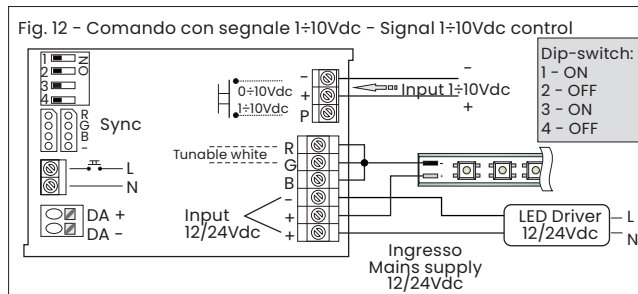 Fig. 12 - Comando con segnale 1÷10Vdc - Signal 1÷10Vdc control
1
2
3
4
ON
R
G
B
-
Sync
L
N
DA +
DA -
0÷10Vdc
1÷10Vdc
-
+
P
Input 1÷10Vdc
-
+
Dip-switch:
1 - ON
2 - OFF
3 - ON
4 - OFF
Tunable white
R
G
B
-
+
+
Input
12/24Vdc
-
+
LED Driver
12/24Vdc
L
N
Ingresso
Mains supply
12/24Vdc